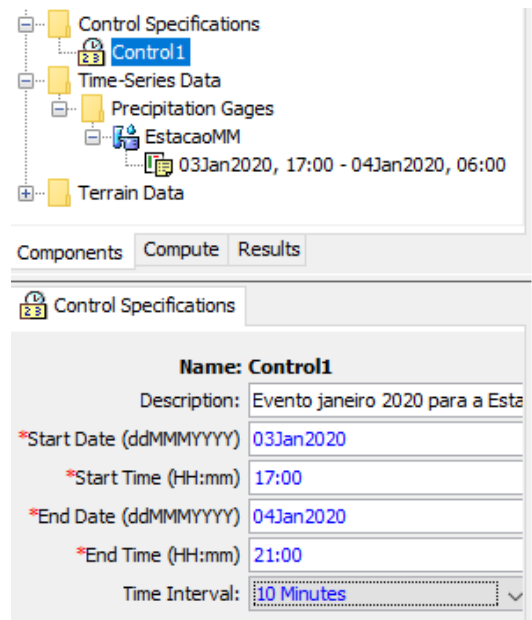 Control Specifications
Control1
Time-Series Data
Precipitation Gages
EstacaoMM
03Jan2020, 17:00 - 04Jan2020, 06:00
Terrain Data
Components Compute Results
Control Specifications
Name: Control1
Description: Evento janeiro 2020 para a Esta
*Start Date (ddMMMYYYY) 03Jan2020
*Start Time (HH:mm) 17:00
*End Date (ddMMMYYYY) 04Jan2020
*End Time (HH:mm) 21:00
Time Interval: 10 Minutes